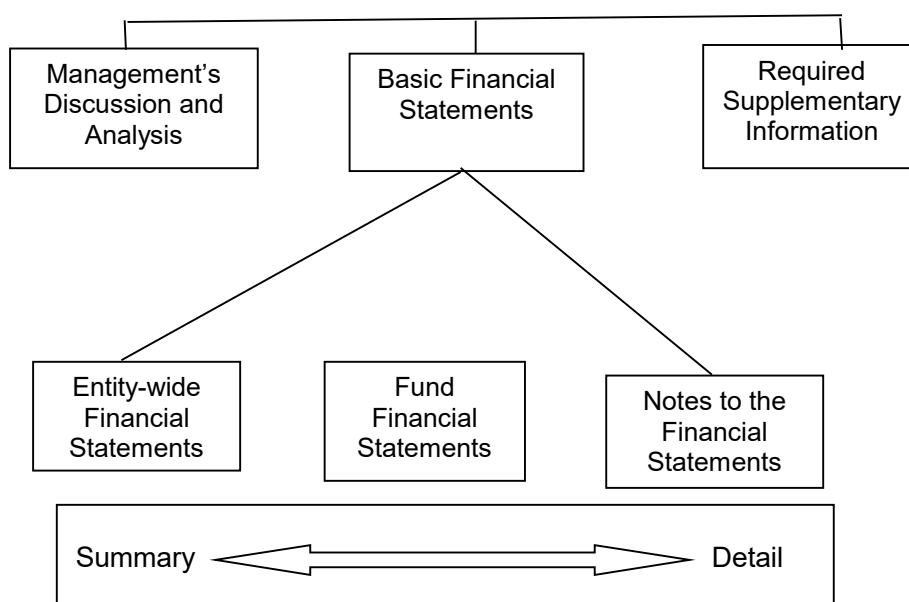 Management’s
Discussion and
Analysis
Basic Financial
Statements
Required
Supplementary
Information
Entity-wide
Financial
Statements
Fund
Financial
Statements
Notes to the
Financial
Statements
Summary
Detail